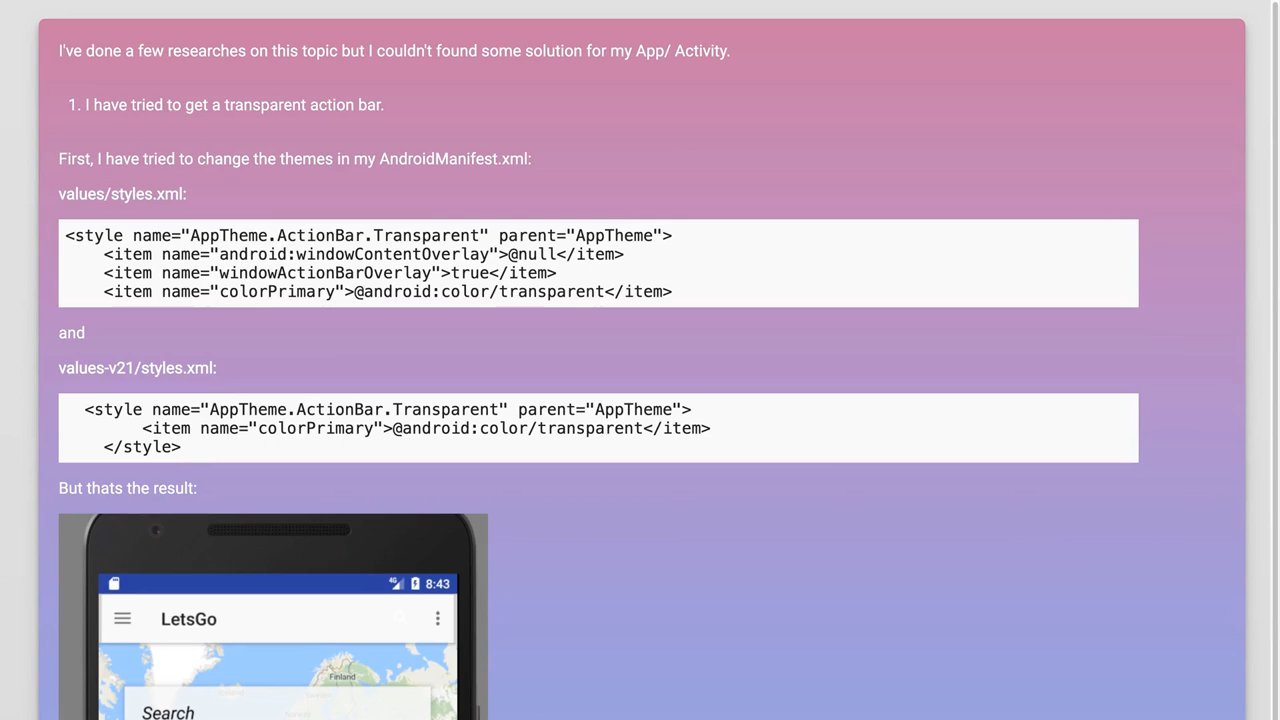 I've done a few researches on this topic but I couldn't found some solution for my App/ Activity.
1. I have tried to get a transparent action bar.
First, I have tried to change the themes in my AndroidManifest.xml:
values/styles.xml:
<style name="AppTheme.ActionBar.Transparent" parent="AppTheme">
    <item name="android:windowContentOverlay">@null</item>
    <item name="windowActionBarOverlay">true</item>
    <item name="colorPrimary">@android:color/transparent</item>
and
values-v21/styles.xml:
  <style name="AppTheme.ActionBar.Transparent" parent="AppTheme">
        <item name="colorPrimary">@android:color/transparent</item>
    </style>
But thats the result:
4G 8:43
LetsGo
Finland
Iceland
Norway
Search